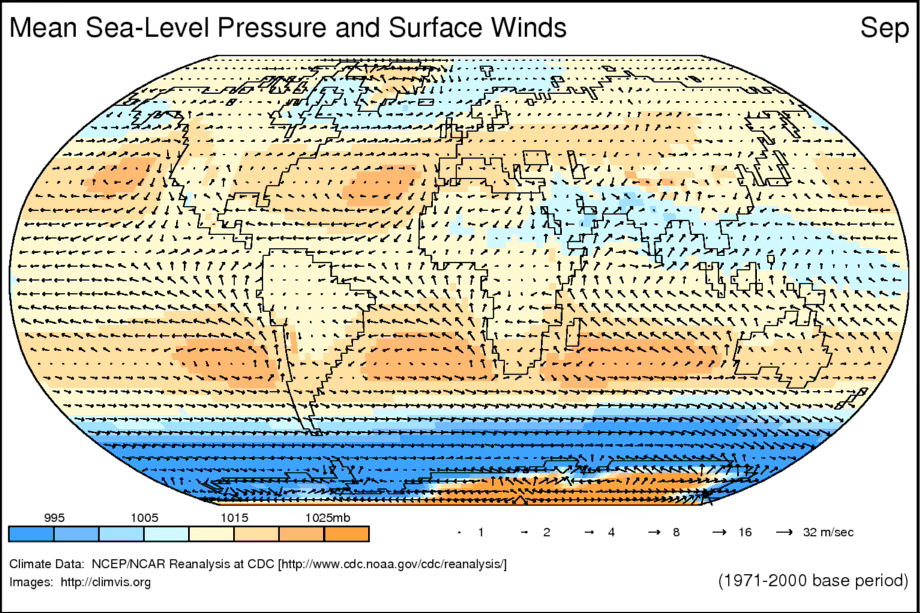 Mean Sea-Level Pressure and Surface Winds Sep
995 1005 1015 1025mb
1 2 4 8 16 32 m/sec
Climate Data: NCEP/NCAR Reanalysis at CDC [http://www.cdc.noaa.gov/cdc/reanalysis/]
Images: http://climvis.org
(1971-2000 base period)